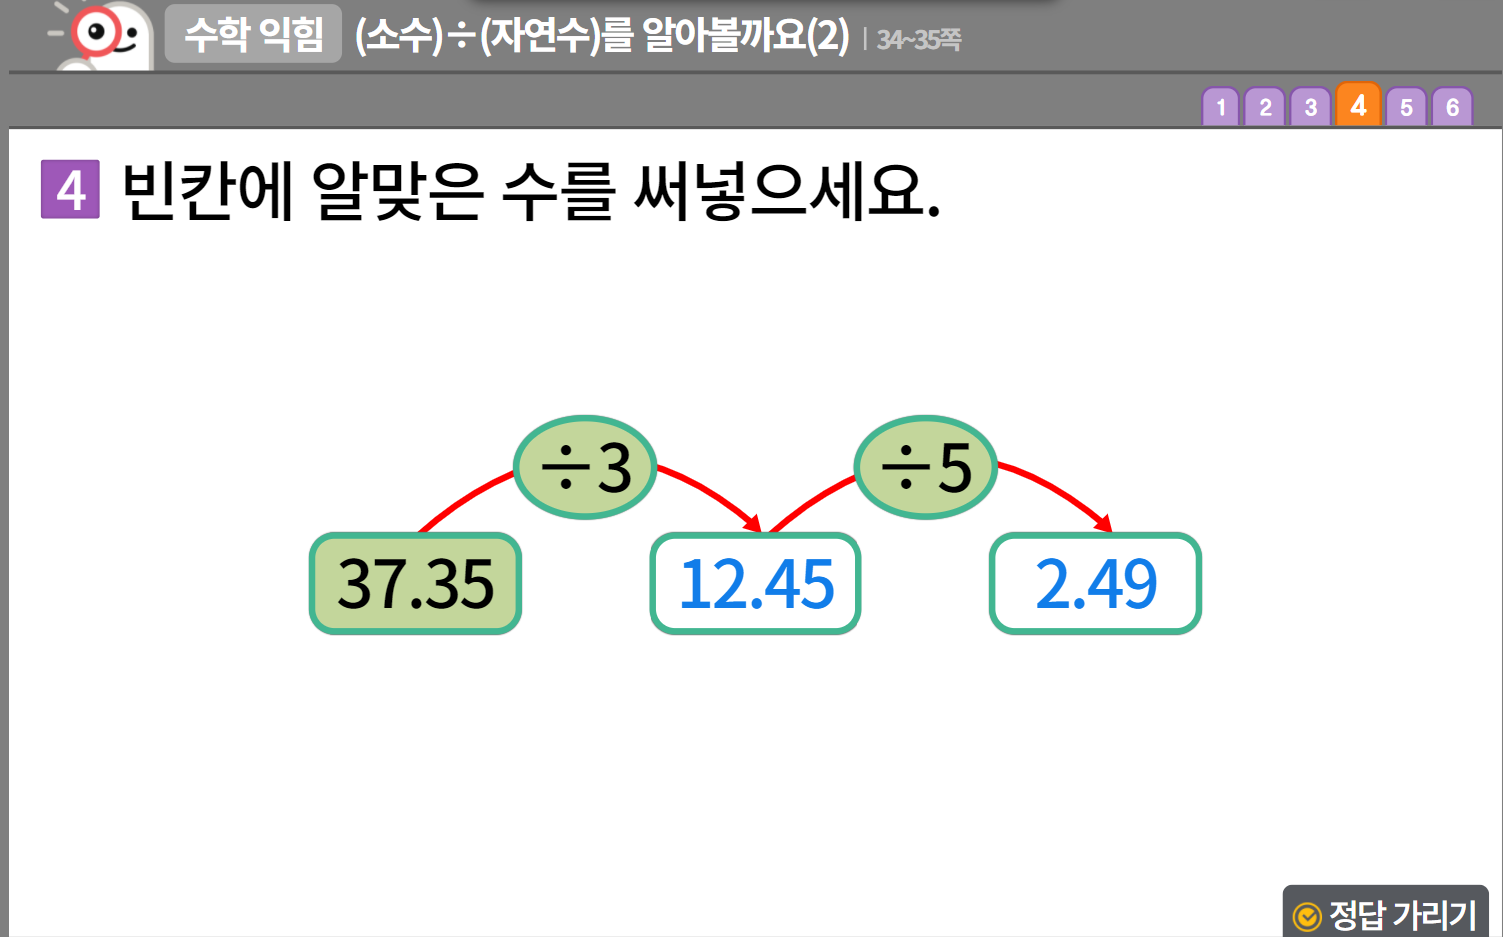 수학 익힘 (소수)÷(자연수)를 알아볼까요(2) | 34~35쪽
1 2 3 4 5 6
4 빈칸에 알맞은 수를 써넣으세요.
÷3 ÷5
37.35 12.45 2.49
정답 가리기